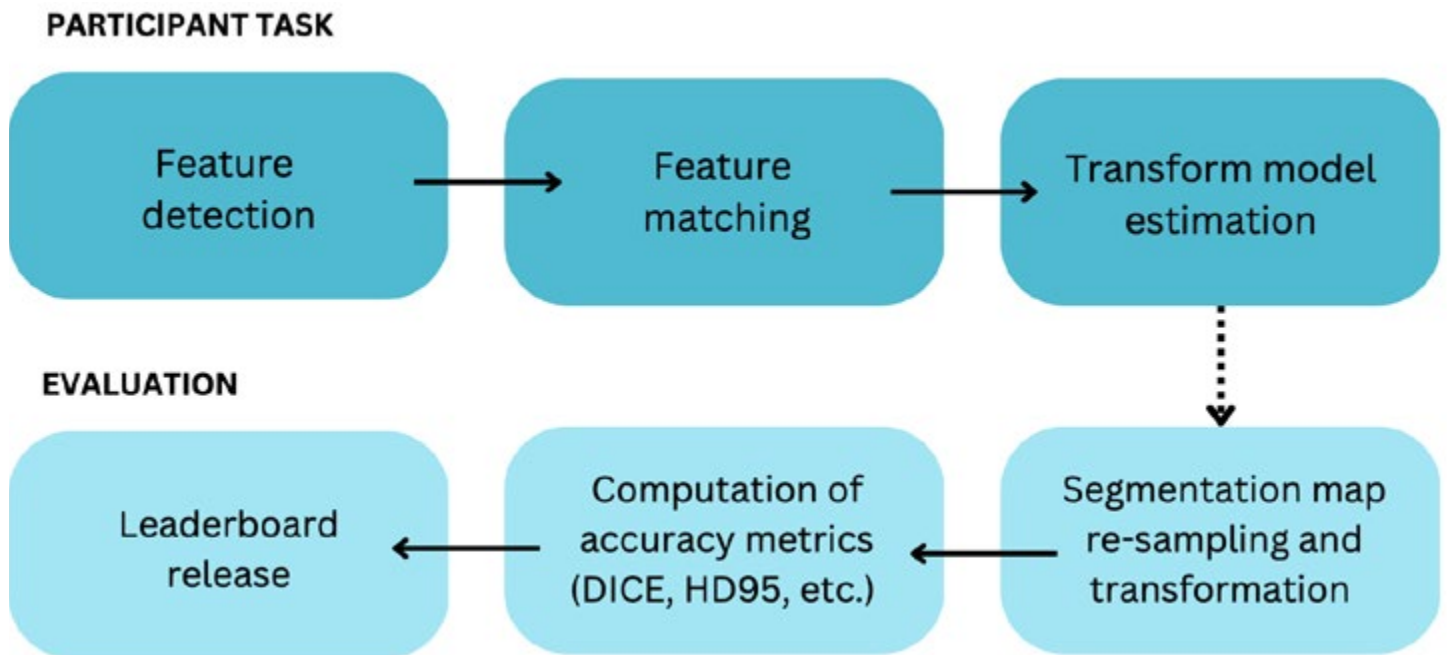 PARTICIPANT TASK
Feature
detection
Feature
matching
Transform model
estimation
EVALUATION
Leaderboard
release
Computation of
accuracy metrics
(DICE, HD95, etc.)
Segmentation map
re-sampling and
transformation